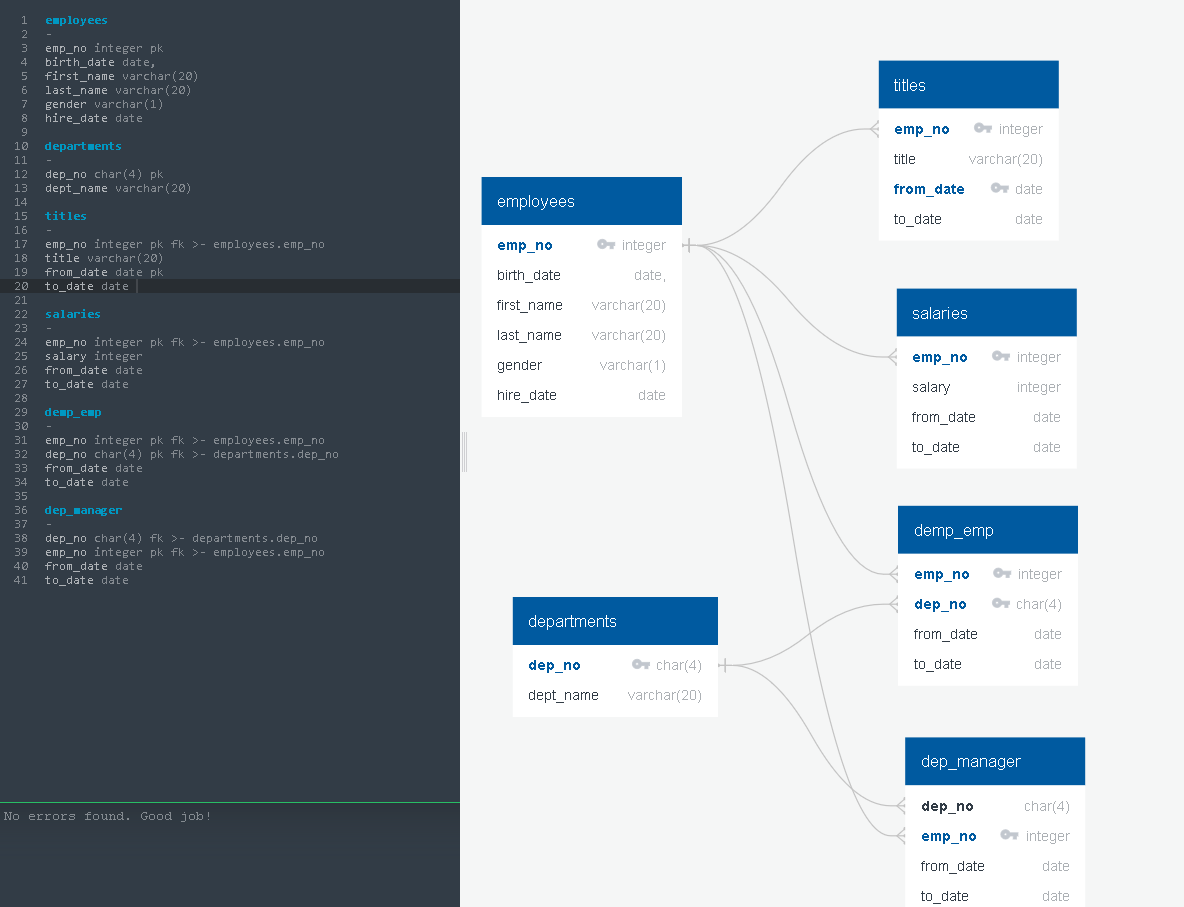 1 employees
2 -
3 emp_no integer pk
4 birth_date date,
5 first_name varchar(20)
6 last_name varchar(20)
7 gender varchar(1)
8 hire_date date
9
10 departments
11 -
12 dep_no char(4) pk
13 dept_name varchar(20)
14
15 titles
16 -
17 emp_no integer pk fk >- employees.emp_no
18 title varchar(20)
19 from_date date pk
20 to_date date
21
22 salaries
23 -
24 emp_no integer pk fk >- employees.emp_no
25 salary integer
26 from_date date
27 to_date date
28
29 demp_emp
30 -
31 emp_no integer pk fk >- employees.emp_no
32 dep_no char(4) pk fk >- departments.dep_no
33 from_date date
34 to_date date
35
36 dep_manager
37 -
38 dep_no char(4) fk >- departments.dep_no
39 emp_no integer pk fk >- employees.emp_no
40 from_date date
41 to_date date
No errors found. Good job!
employees
emp_no integer
birth_date date,
first_name varchar(20)
last_name varchar(20)
gender varchar(1)
hire_date date
departments
dep_no char(4)
dept_name varchar(20)
titles
emp_no integer
title varchar(20)
from_date date
to_date date
salaries
emp_no integer
salary integer
from_date date
to_date date
demp_emp
emp_no integer
dep_no char(4)
from_date date
to_date date
dep_manager
dep_no char(4)
emp_no integer
from_date date
to_date date